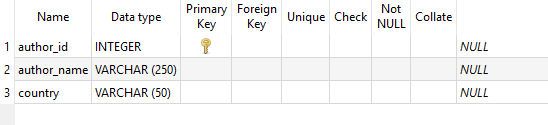 Name Data type Primary Key Foreign Key Unique Check Not NULL Collate
1 author_id INTEGER NULL
2 author_name VARCHAR (250) NULL
3 country VARCHAR (50) NULL